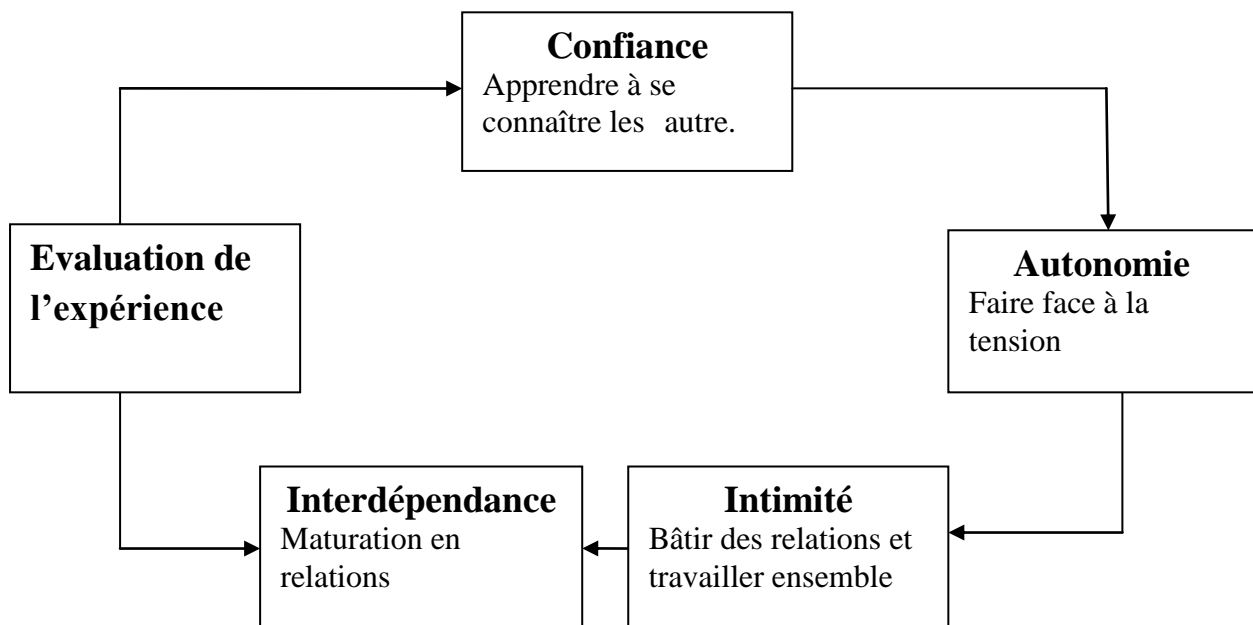 Confiance
Apprendre à se
connaître les autre.
Evaluation de
l’expérience
Autonomie
Faire face à la
tension
Interdépendance
Maturation en
relations
Intimité
Bâtir des relations et
travailler ensemble